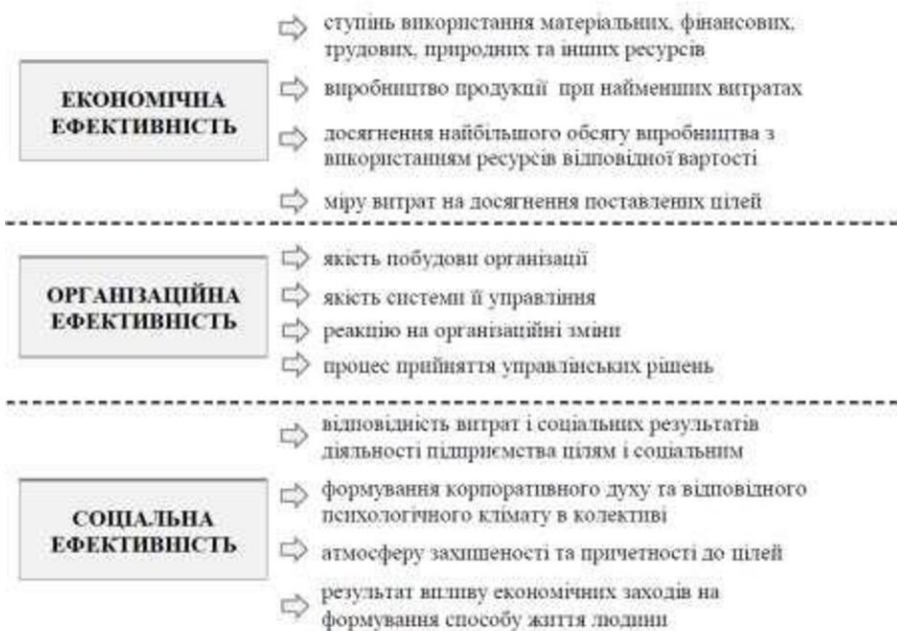 ЕКОНОМІЧНА
ЕФЕКТИВНІСТЬ
ступінь використання матеріальних, фінансових,
трудових, природних та інших ресурсів
виробництво продукції при найменших витратах
досягнення найбільшого обсягу виробництва з
використанням ресурсів відповідної вартості
міру витрат на досягнення поставлених цілей
ОРГАНІЗАЦІЙНА
ЕФЕКТИВНІСТЬ
якість побудови організації
якість системи її управління
реакцію на організаційні зміни
процес прийняття управлінських рішень
СОЦІАЛЬНА
ЕФЕКТИВНІСТЬ
відповідність витрат і соціальних результатів
діяльності підприємства цілям і соціальним
формування корпоративного духу та відповідного
психологічного клімату в колективі
атмосферу захищеності та причетності до цілей
результат впливу економічних заходів на
формування способу життя людини